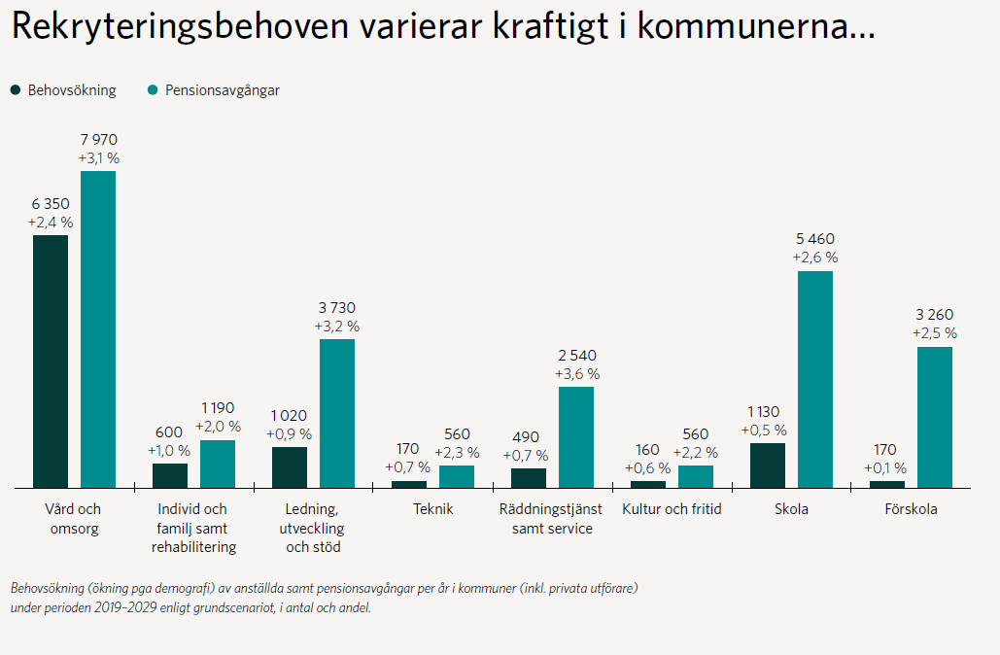 Rekryteringsbehoven varierar kraftigt i kommunerna...
Behovsökning
Pensionsavgångar
7 970
+3,1 %
6 350
+2,4 %
600
+1,0 %
1 190
+2,0 %
1 020
+0,9 %
3 730
+3,2 %
170
+0,7 %
560
+2,3 %
490
+0,7 %
2 540
+3,6 %
160
+0,6 %
560
+2,2 %
1 130
+0,5 %
5 460
+2,6 %
170
+0,1 %
3 260
+2,5 %
Vård och
omsorg
Individ och
familj samt
rehabilitering
Ledning,
utveckling
och stöd
Teknik
Räddningstjänst
samt service
Kultur och fritid
Skola
Förskola
Behovsökning (ökning pga demografi) av anställda samt pensionsavgångar per år i kommuner (inkl. privata utförare)
under perioden 2019–2029 enligt grundscenariot, i antal och andel.